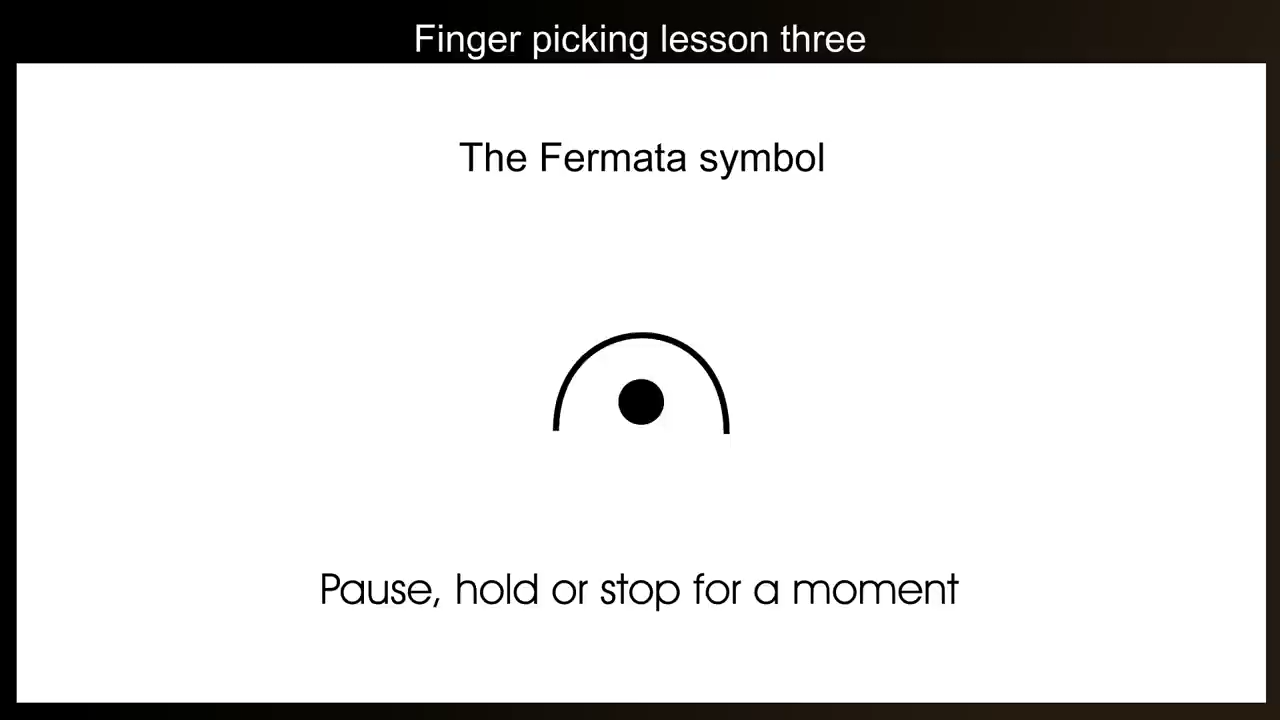 Finger picking lesson three
The Fermata symbol
Pause, hold or stop for a moment